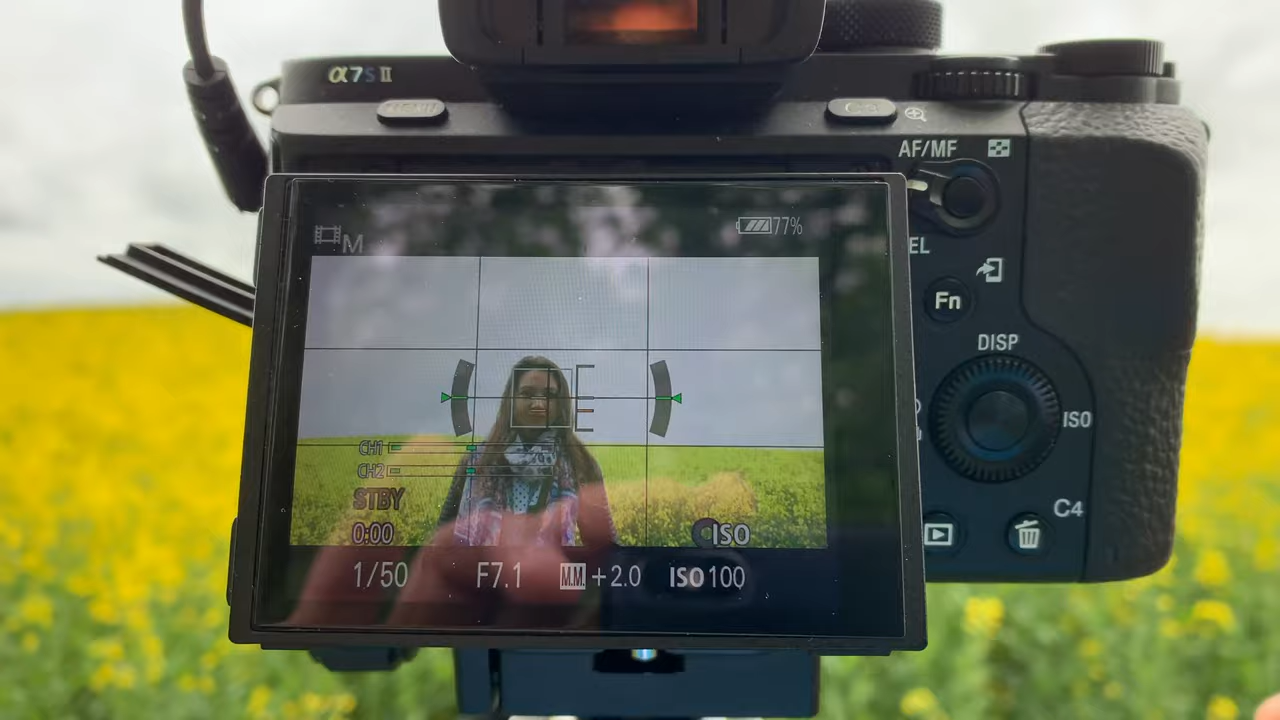 α7SII
AF/MF
M
77%
EL
Fn
DISP
ISO
CH1
CH2
STBY
0:00
ISO
C4
1/50 F7.1 M.M. +2.0 ISO 100